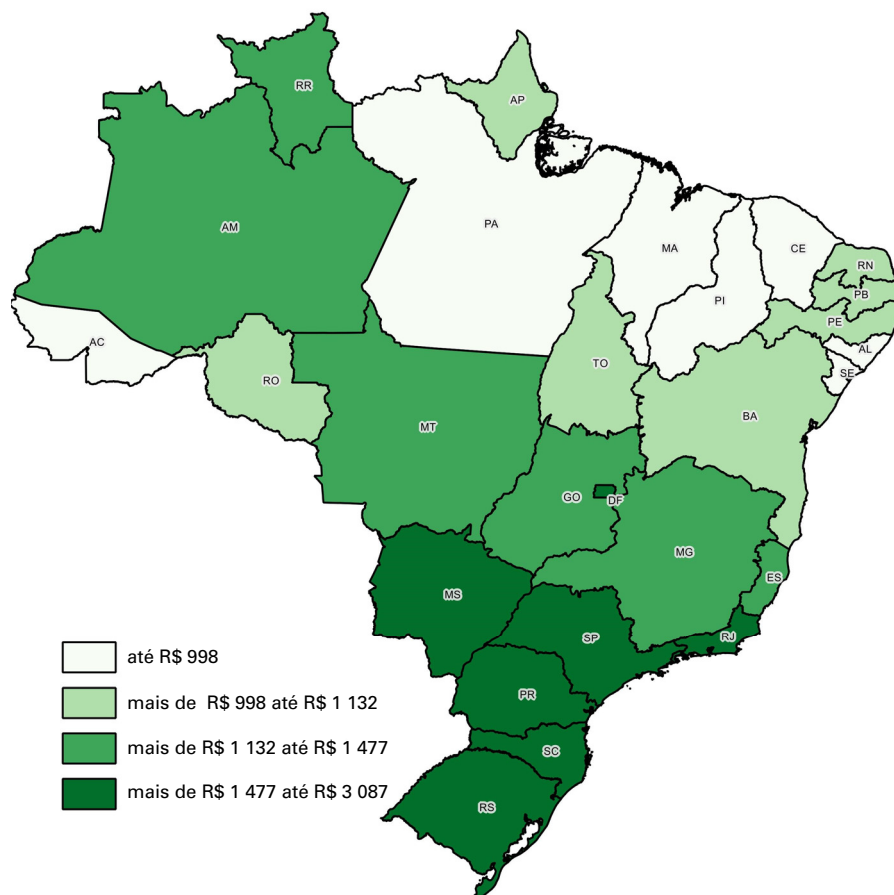 RR
AP
AM
PA
MA
CE
RN
PB
PI
PE
AC
AL
TO
SE
RO
BA
MT
GO
DF
MG
ES
MS
SP
RJ
PR
SC
RS
até R$ 998
mais de R$ 998 até R$ 1 132
mais de R$ 1 132 até R$ 1 477
mais de R$ 1 477 até R$ 3 087